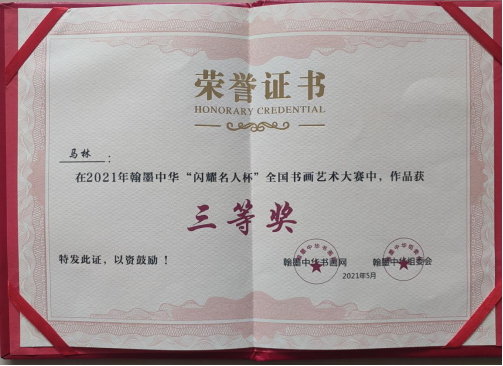 荣誉证书
HONORARY CREDENTIAL
马林：
在2021年翰墨中华“闪耀名人杯”全国书画艺术大赛中，作品获
三等奖
特发此证，以资鼓励！
翰墨中华书画网 翰墨中华组委会
2021年5月